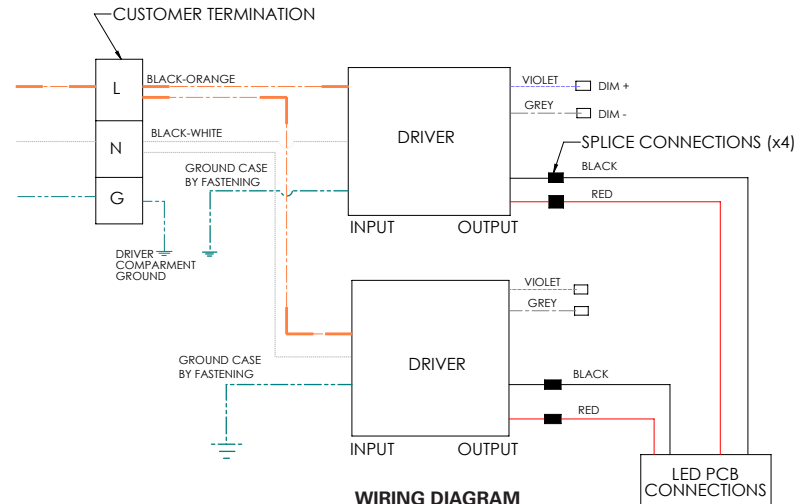 CUSTOMER TERMINATION
L
BLACK-ORANGE
N
BLACK-WHITE
G
DRIVER
COMPARMENT
GROUND
GROUND CASE
BY FASTENING
DRIVER
INPUT
OUTPUT
VIOLET
DIM +
GREY
DIM -
SPLICE CONNECTIONS (x4)
BLACK
RED
GROUND CASE
BY FASTENING
DRIVER
INPUT
OUTPUT
VIOLET
GREY
BLACK
RED
LED PCB
CONNECTIONS
WIRING DIAGRAM